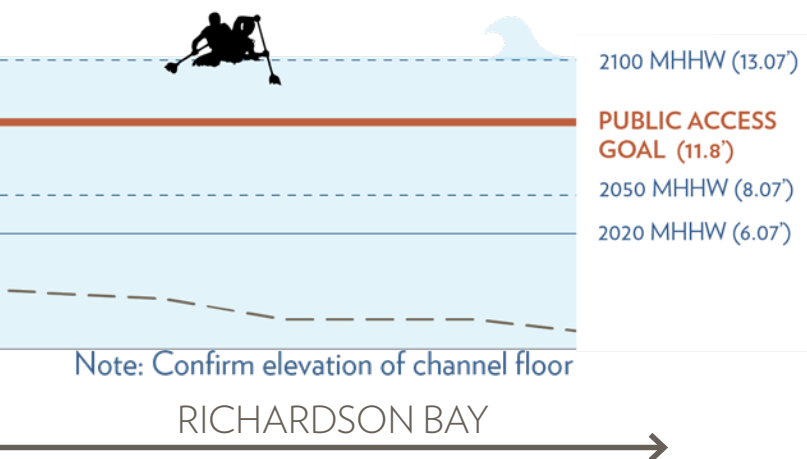 2100 MHHW (13.07')
PUBLIC ACCESS
GOAL (11.8')
2050 MHHW (8.07')
2020 MHHW (6.07')
Note: Confirm elevation of channel floor
RICHARDSON BAY